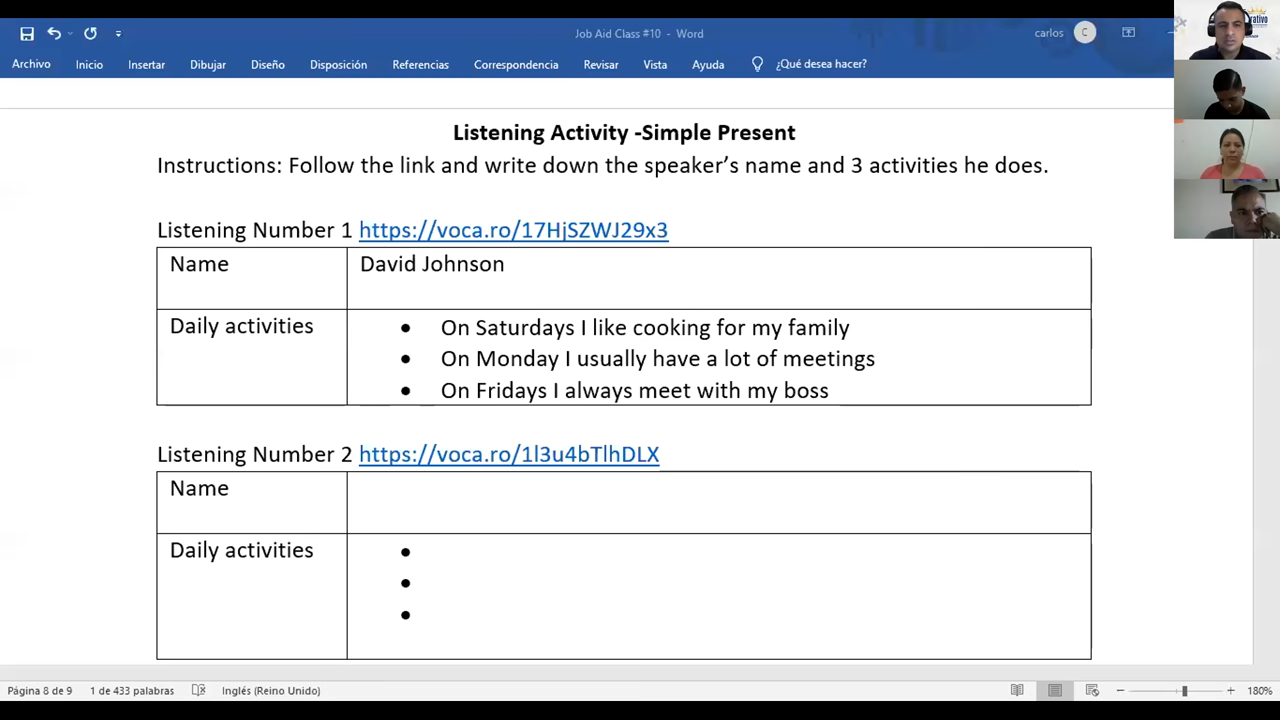 Job Aid Class #10 - Word
carlos
C
Archivo
Inicio
Insertar
Dibujar
Diseño
Disposición
Referencias
Correspondencia
Revisar
Vista
Ayuda
¿Qué desea hacer?
Listening Activity -Simple Present
Instructions: Follow the link and write down the speaker's name and 3 activities he does.
Listening Number 1 https://voca.ro/17HjSZWJ29x3
Name
David Johnson
Daily activities
• On Saturdays I like cooking for my family
• On Monday I usually have a lot of meetings
• On Fridays I always meet with my boss
Listening Number 2 https://voca.ro/1l3u4bTlhDLX
Name
Daily activities
•
•
•
Página 8 de 9
1 de 433 palabras
Inglés (Reino Unido)
180%